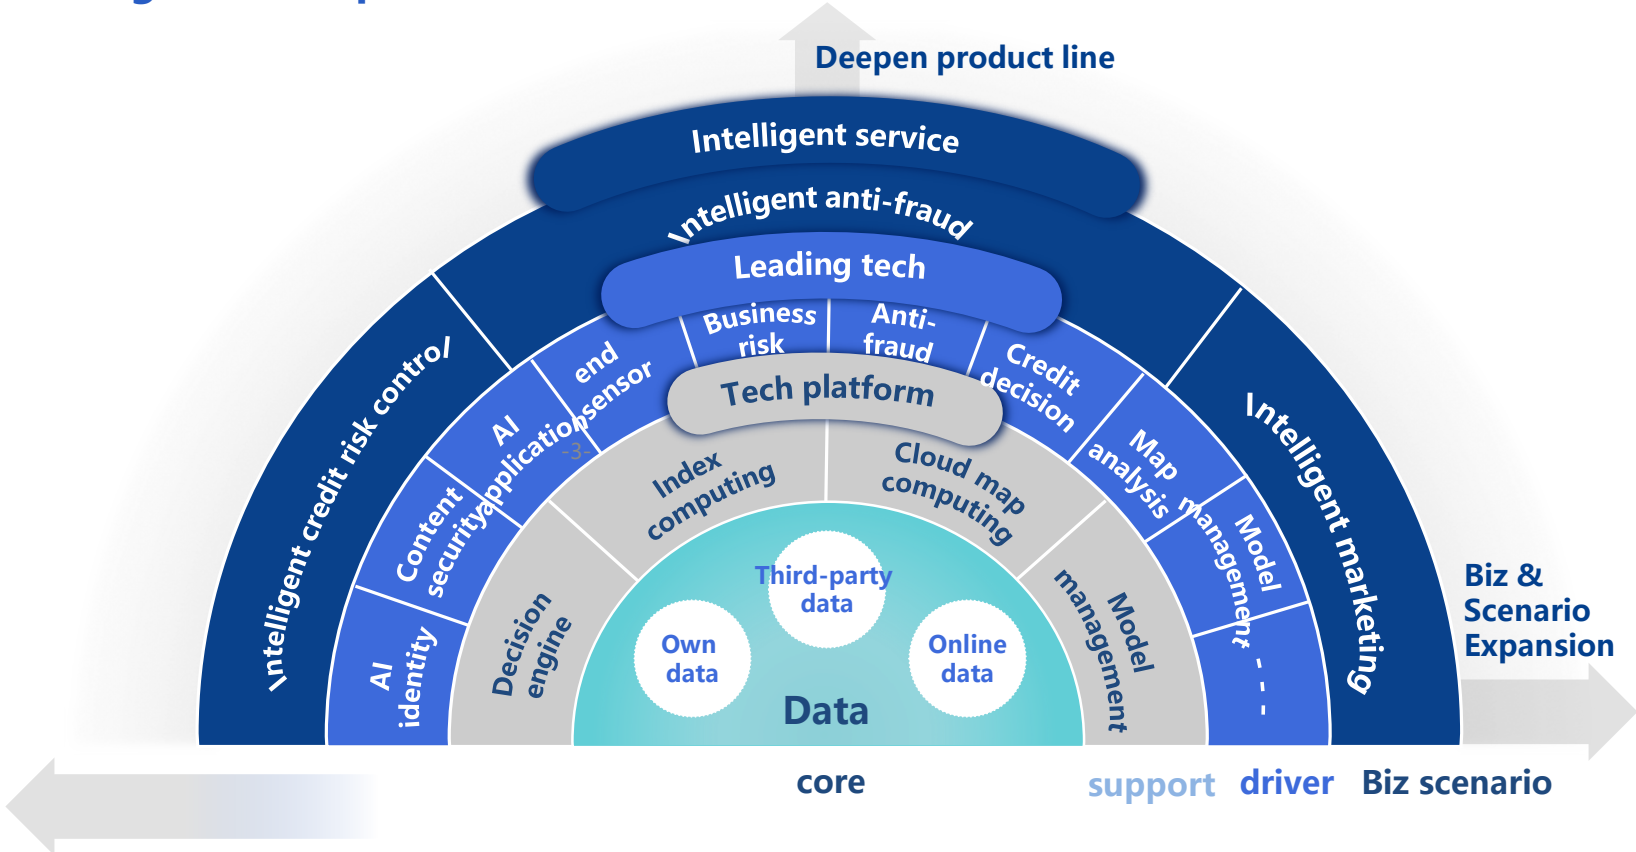 Deepen product line
Intelligent service
Intelligent anti-fraud
Leading tech
Business
risk
Anti-
fraud
end
sensor
Credit
decision
Tech platform
Intelligent credit risk control
AI
application
-3-
Map
analysis
Intelligent marketing
Index
computing
Cloud map
computing
Content
security
Model
management
Third-party
data
Biz &
Scenario
Expansion
Decision
engine
Model
management
Own
data
Online
data
AI
identity
- - -
Data
core
support
driver
Biz scenario